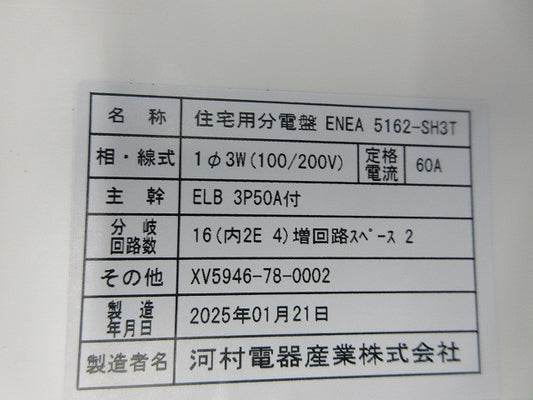 名称 住宅用分電盤 ENEA 5162-SH3T
相・線式 1φ3W(100/200V) 定格電流 60A
主幹 ELB 3P50A付
分岐回路数 16(内2E 4)増回路ｽﾍﾟｰｽ 2
その他 XV5946-78-0002
製造年月日 2025年01月21日
製造者名 河村電器産業株式会社